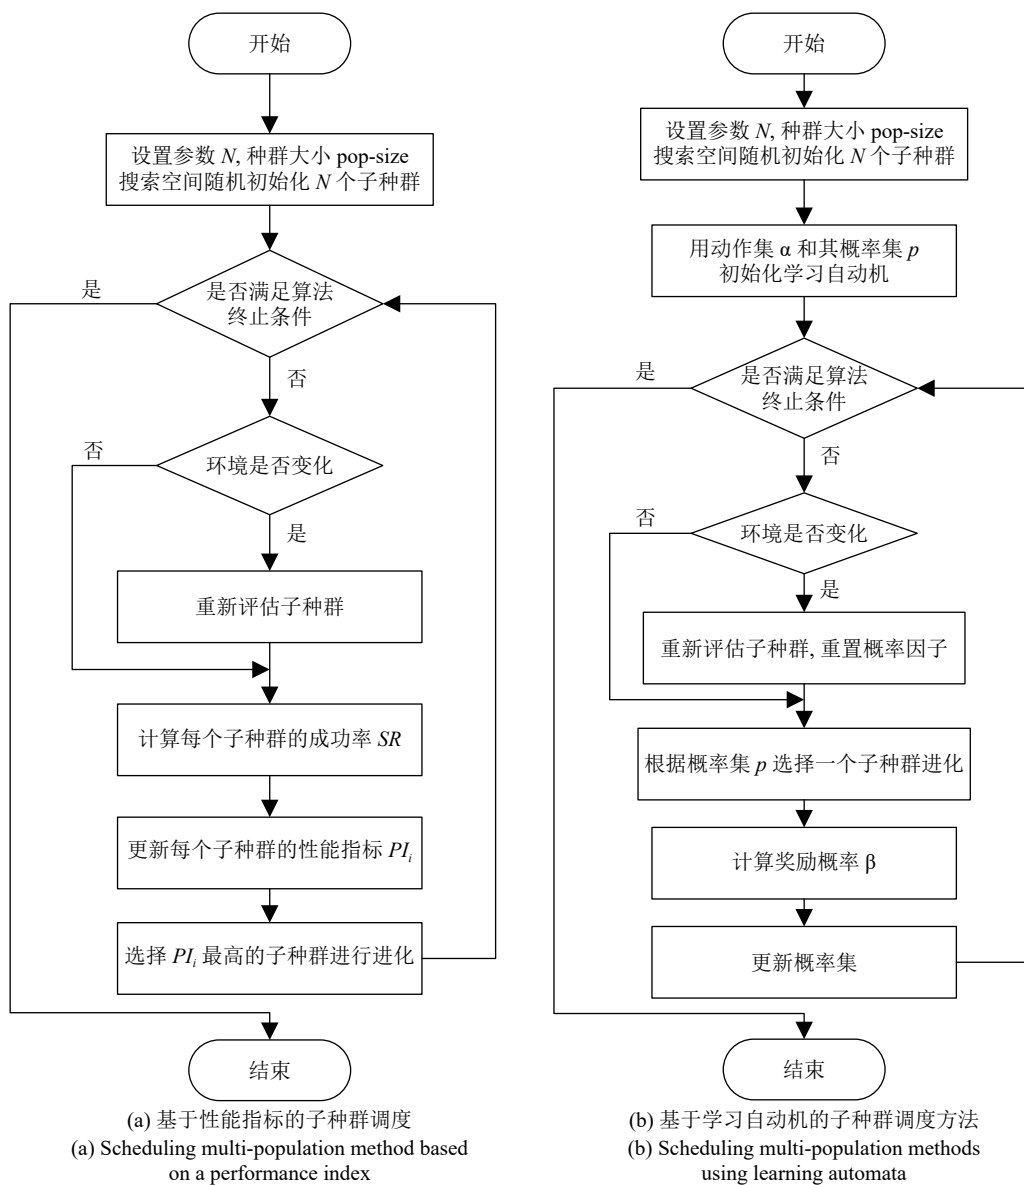 开始
设置参数 N, 种群大小 pop-size
搜索空间随机初始化 N 个子种群
是
是否满足算法
终止条件
否
否
环境是否变化
是
重新评估子种群
计算每个子种群的成功率 SR
更新每个子种群的性能指标 PIᵢ
选择 PIᵢ 最高的子种群进行进化
结束
(a) 基于性能指标的子种群调度
(a) Scheduling multi-population method based
on a performance index
开始
设置参数 N, 种群大小 pop-size
搜索空间随机初始化 N 个子种群
用动作集 α 和其概率集 p
初始化学习自动机
是
是否满足算法
终止条件
否
否
环境是否变化
是
重新评估子种群, 重置概率因子
根据概率集 p 选择一个子种群进化
计算奖励概率 β
更新概率集
结束
(b) 基于学习自动机的子种群调度方法
(b) Scheduling multi-population methods
using learning automata